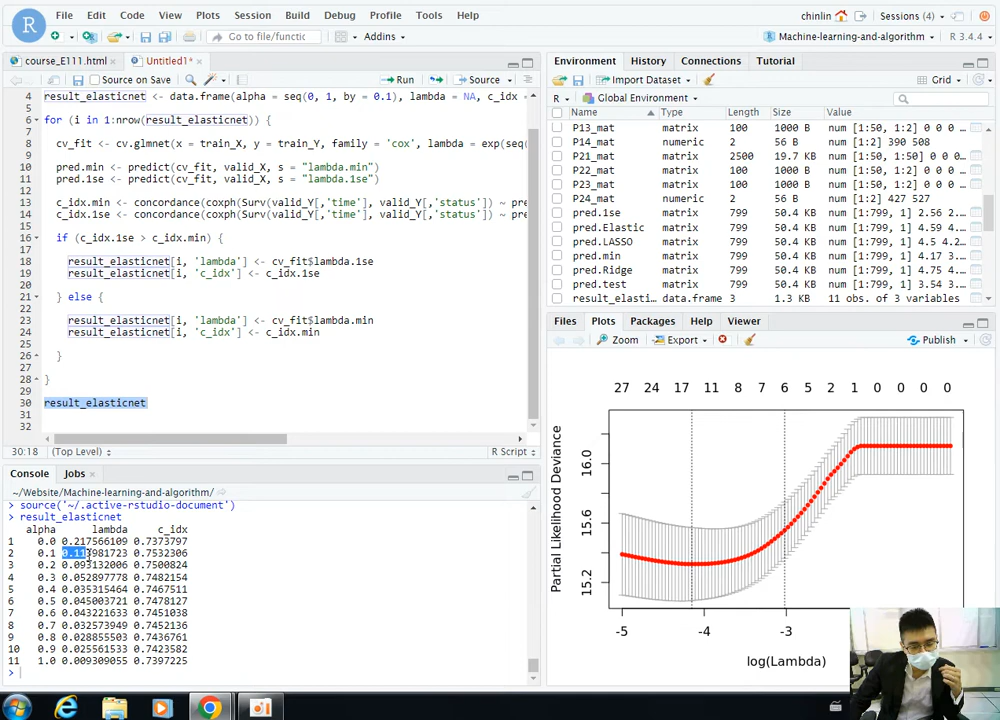 File Edit Code View Plots Session Build Debug Profile Tools Help
chinlin Sessions (4)
Go to file/functic Addins
Machine-learning-and-algorithm R 3.4.4
course_E111.html Untitled1*
Source on Save Run Source
4 result_elasticnet <- data.frame(alpha = seq(0, 1, by = 0.1), lambda = NA, c_idx =
5
6 for (i in 1:nrow(result_elasticnet)) {
7
8 cv_fit <- cv.glmnet(x = train_X, y = train_Y, family = 'cox', lambda = exp(seq(
9
10 pred.min <- predict(cv_fit, valid_X, s = "lambda.min")
11 pred.1se <- predict(cv_fit, valid_X, s = "lambda.1se")
12
13 c_idx.min <- concordance(coxph(Surv(valid_Y[,'time'], valid_Y[,'status']) ~ pre
14 c_idx.1se <- concordance(coxph(Surv(valid_Y[,'time'], valid_Y[,'status']) ~ pre
15
16 if (c_idx.1se > c_idx.min) {
17
18 result_elasticnet[i, 'lambda'] <- cv_fit$lambda.1se
19 result_elasticnet[i, 'c_idx'] <- c_idx.1se
20
21 } else {
22
23 result_elasticnet[i, 'lambda'] <- cv_fit$lambda.min
24 result_elasticnet[i, 'c_idx'] <- c_idx.min
25
26 }
27
28 }
29
30 result_elasticnet
31
32
30:18 (Top Level) R Script
Console Jobs
~/Website/Machine-learning-and-algorithm/
> source('~/.active-rstudio-document')
> result_elasticnet
alpha lambda c_idx
1 0.0 0.217566109 0.7373797
2 0.1 0.11 981723 0.7532306
3 0.2 0.093132006 0.7500824
4 0.3 0.052897778 0.7482154
5 0.4 0.035315464 0.7467511
6 0.5 0.045003721 0.7478127
7 0.6 0.043221633 0.7451038
8 0.7 0.032573949 0.7452136
9 0.8 0.028855503 0.7436761
10 0.9 0.025561533 0.7423582
11 1.0 0.009309055 0.7397225
>
Environment History Connections Tutorial
Import Dataset Grid
R Global Environment
Name Type Length Size Value
P13_mat matrix 100 1000 B num [1:50, 1:2] 0 0 0 …
P14_mat numeric 2 56 B num [1:2] 390 508
P21_mat matrix 2500 19.7 KB num [1:50, 1:50] 0 0 0…
P22_mat matrix 100 1000 B num [1:50, 1:2] 0 0 0 …
P23_mat matrix 100 1000 B num [1:50, 1:2] 0 0 0 …
P24_mat numeric 2 56 B num [1:2] 427 527
pred.1se matrix 799 50.4 KB num [1:799, 1] 2.56 2…
pred.Elastic matrix 799 50.4 KB num [1:799, 1] 4.59 4…
pred.LASSO matrix 799 50.4 KB num [1:799, 1] 4.5 4.2…
pred.min matrix 799 50.4 KB num [1:799, 1] 4.17 3…
pred.Ridge matrix 799 50.4 KB num [1:799, 1] 4.75 4…
pred.test matrix 799 50.4 KB num [1:799, 1] 3.54 3…
result_elasti… data.frame 3 1.3 KB 11 obs. of 3 variables
Files Plots Packages Help Viewer
Zoom Export Publish
27 24 17 11 8 7 6 5 2 1 0 0 0 0
Partial Likelihood Deviance
16.0
15.6
15.2
-5 -4 -3
log(Lambda)